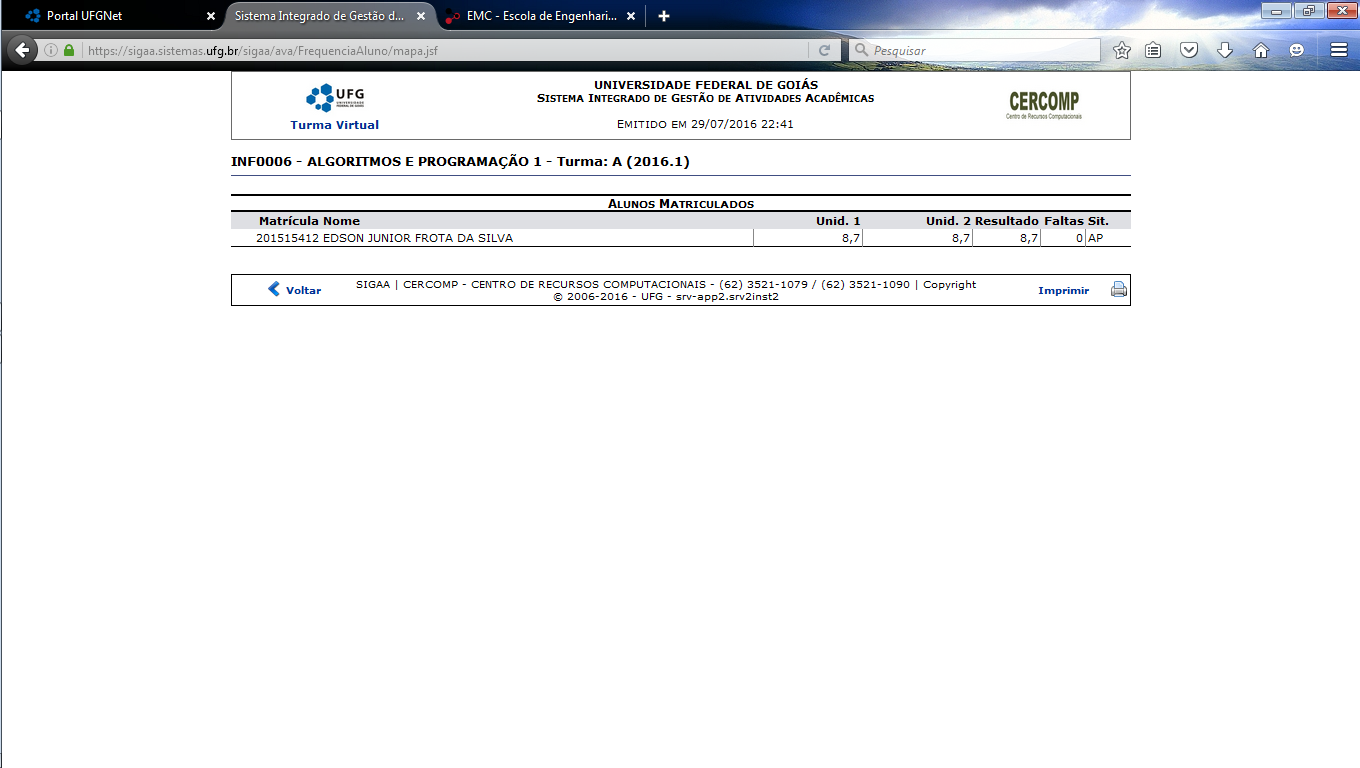 Portal UFGNet
Sistema Integrado de Gestão d...
EMC - Escola de Engenhari...
https://sigaa.sistemas.ufg.br/sigaa/ava/FrequenciaAluno/mapa.jsf
Pesquisar
UFG
UNIVERSIDADE
FEDERAL DE GOIÁS
Turma Virtual
UNIVERSIDADE FEDERAL DE GOIÁS
SISTEMA INTEGRADO DE GESTÃO DE ATIVIDADES ACADÊMICAS
EMITIDO EM 29/07/2016 22:41
CERCOMP
Centro de Recursos Computacionais
INF0006 - ALGORITMOS E PROGRAMAÇÃO 1 - Turma: A (2016.1)
ALUNOS MATRICULADOS
Matrícula Nome Unid. 1 Unid. 2 Resultado Faltas Sit.
201515412 EDSON JUNIOR FROTA DA SILVA 8,7 8,7 8,7 0 AP
Voltar
SIGAA | CERCOMP - CENTRO DE RECURSOS COMPUTACIONAIS - (62) 3521-1079 / (62) 3521-1090 | Copyright
© 2006-2016 - UFG - srv-app2.srv2inst2
Imprimir